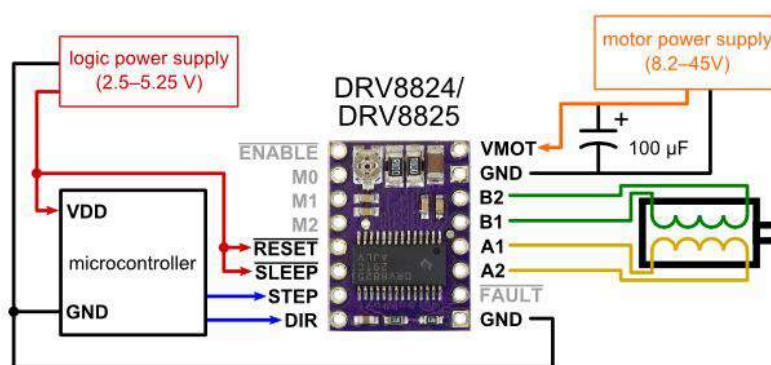 logic power supply
(2.5–5.25 V)
motor power supply
(8.2–45V)
DRV8824/
DRV8825
+
100 µF
ENABLE
M0
M1
M2
RESET
SLEEP
STEP
DIR
VMOT
GND
B2
B1
A1
A2
FAULT
GND
VDD
microcontroller
GND